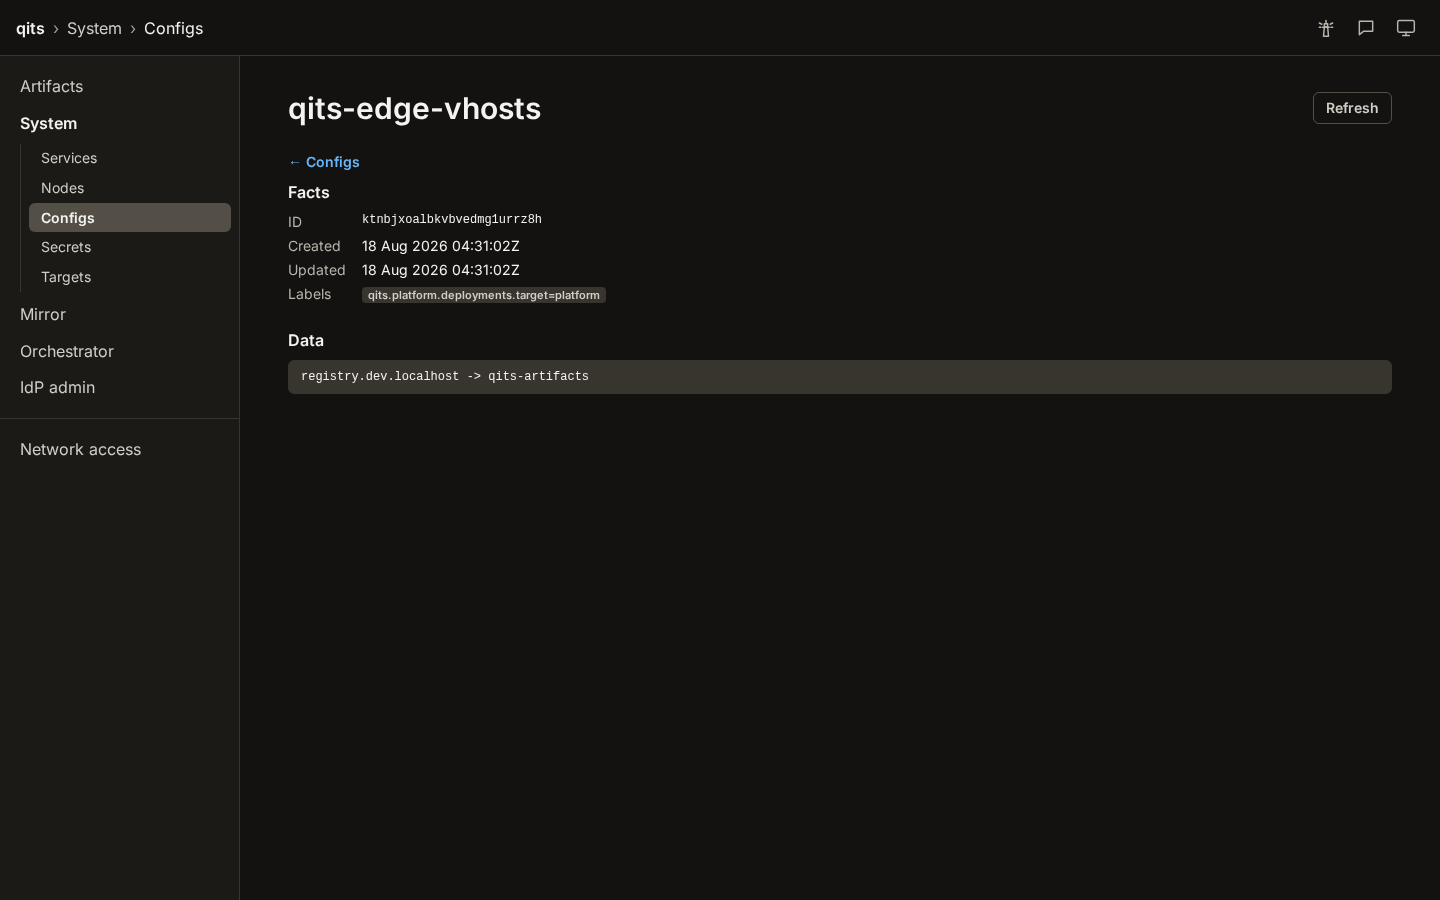 qits › System › Configs
Artifacts
System
Services
Nodes
Configs
Secrets
Targets
Mirror
Orchestrator
IdP admin
Network access
qits-edge-vhosts
Refresh
← Configs
Facts
ID ktnbjxoalbkvbvedmg1urrz8h
Created 18 Aug 2026 04:31:02Z
Updated 18 Aug 2026 04:31:02Z
Labels qits.platform.deployments.target=platform
Data
registry.dev.localhost -> qits-artifacts